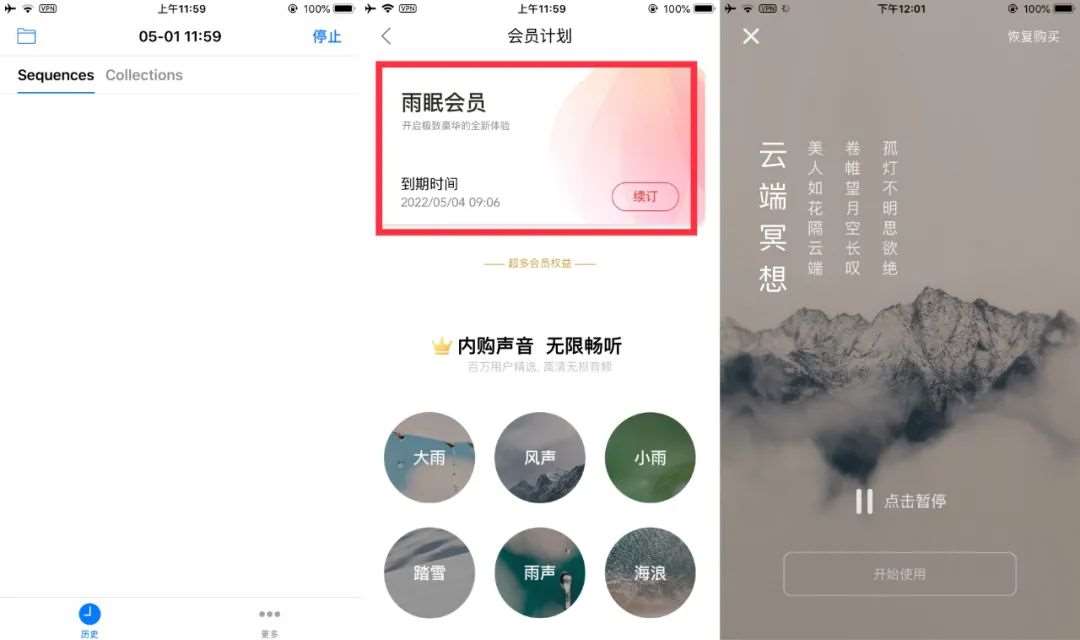 VPN
上午11:59
100%
05-01 11:59
停止
Sequences
Collections
历史
更多
VPN
上午11:59
100%
会员计划
雨眠会员
开启极致豪华的全新体验
到期时间
2022/05/04 09:06
续订
超多会员权益
内购声音 无限畅听
百万用户精选, 高清无损音频
大雨
风声
小雨
踏雪
雨声
海浪
VPN
下午12:01
100%
恢复购买
云端冥想
孤灯不明思欲绝
卷帷望月空长叹
美人如花隔云端
点击暂停
开始使用